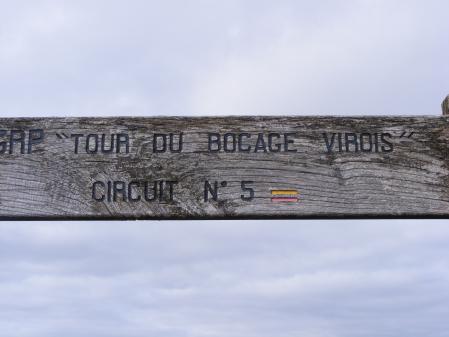 GRP "TOUR DU BOCAGE VIROIS"
CIRCUIT N° 5